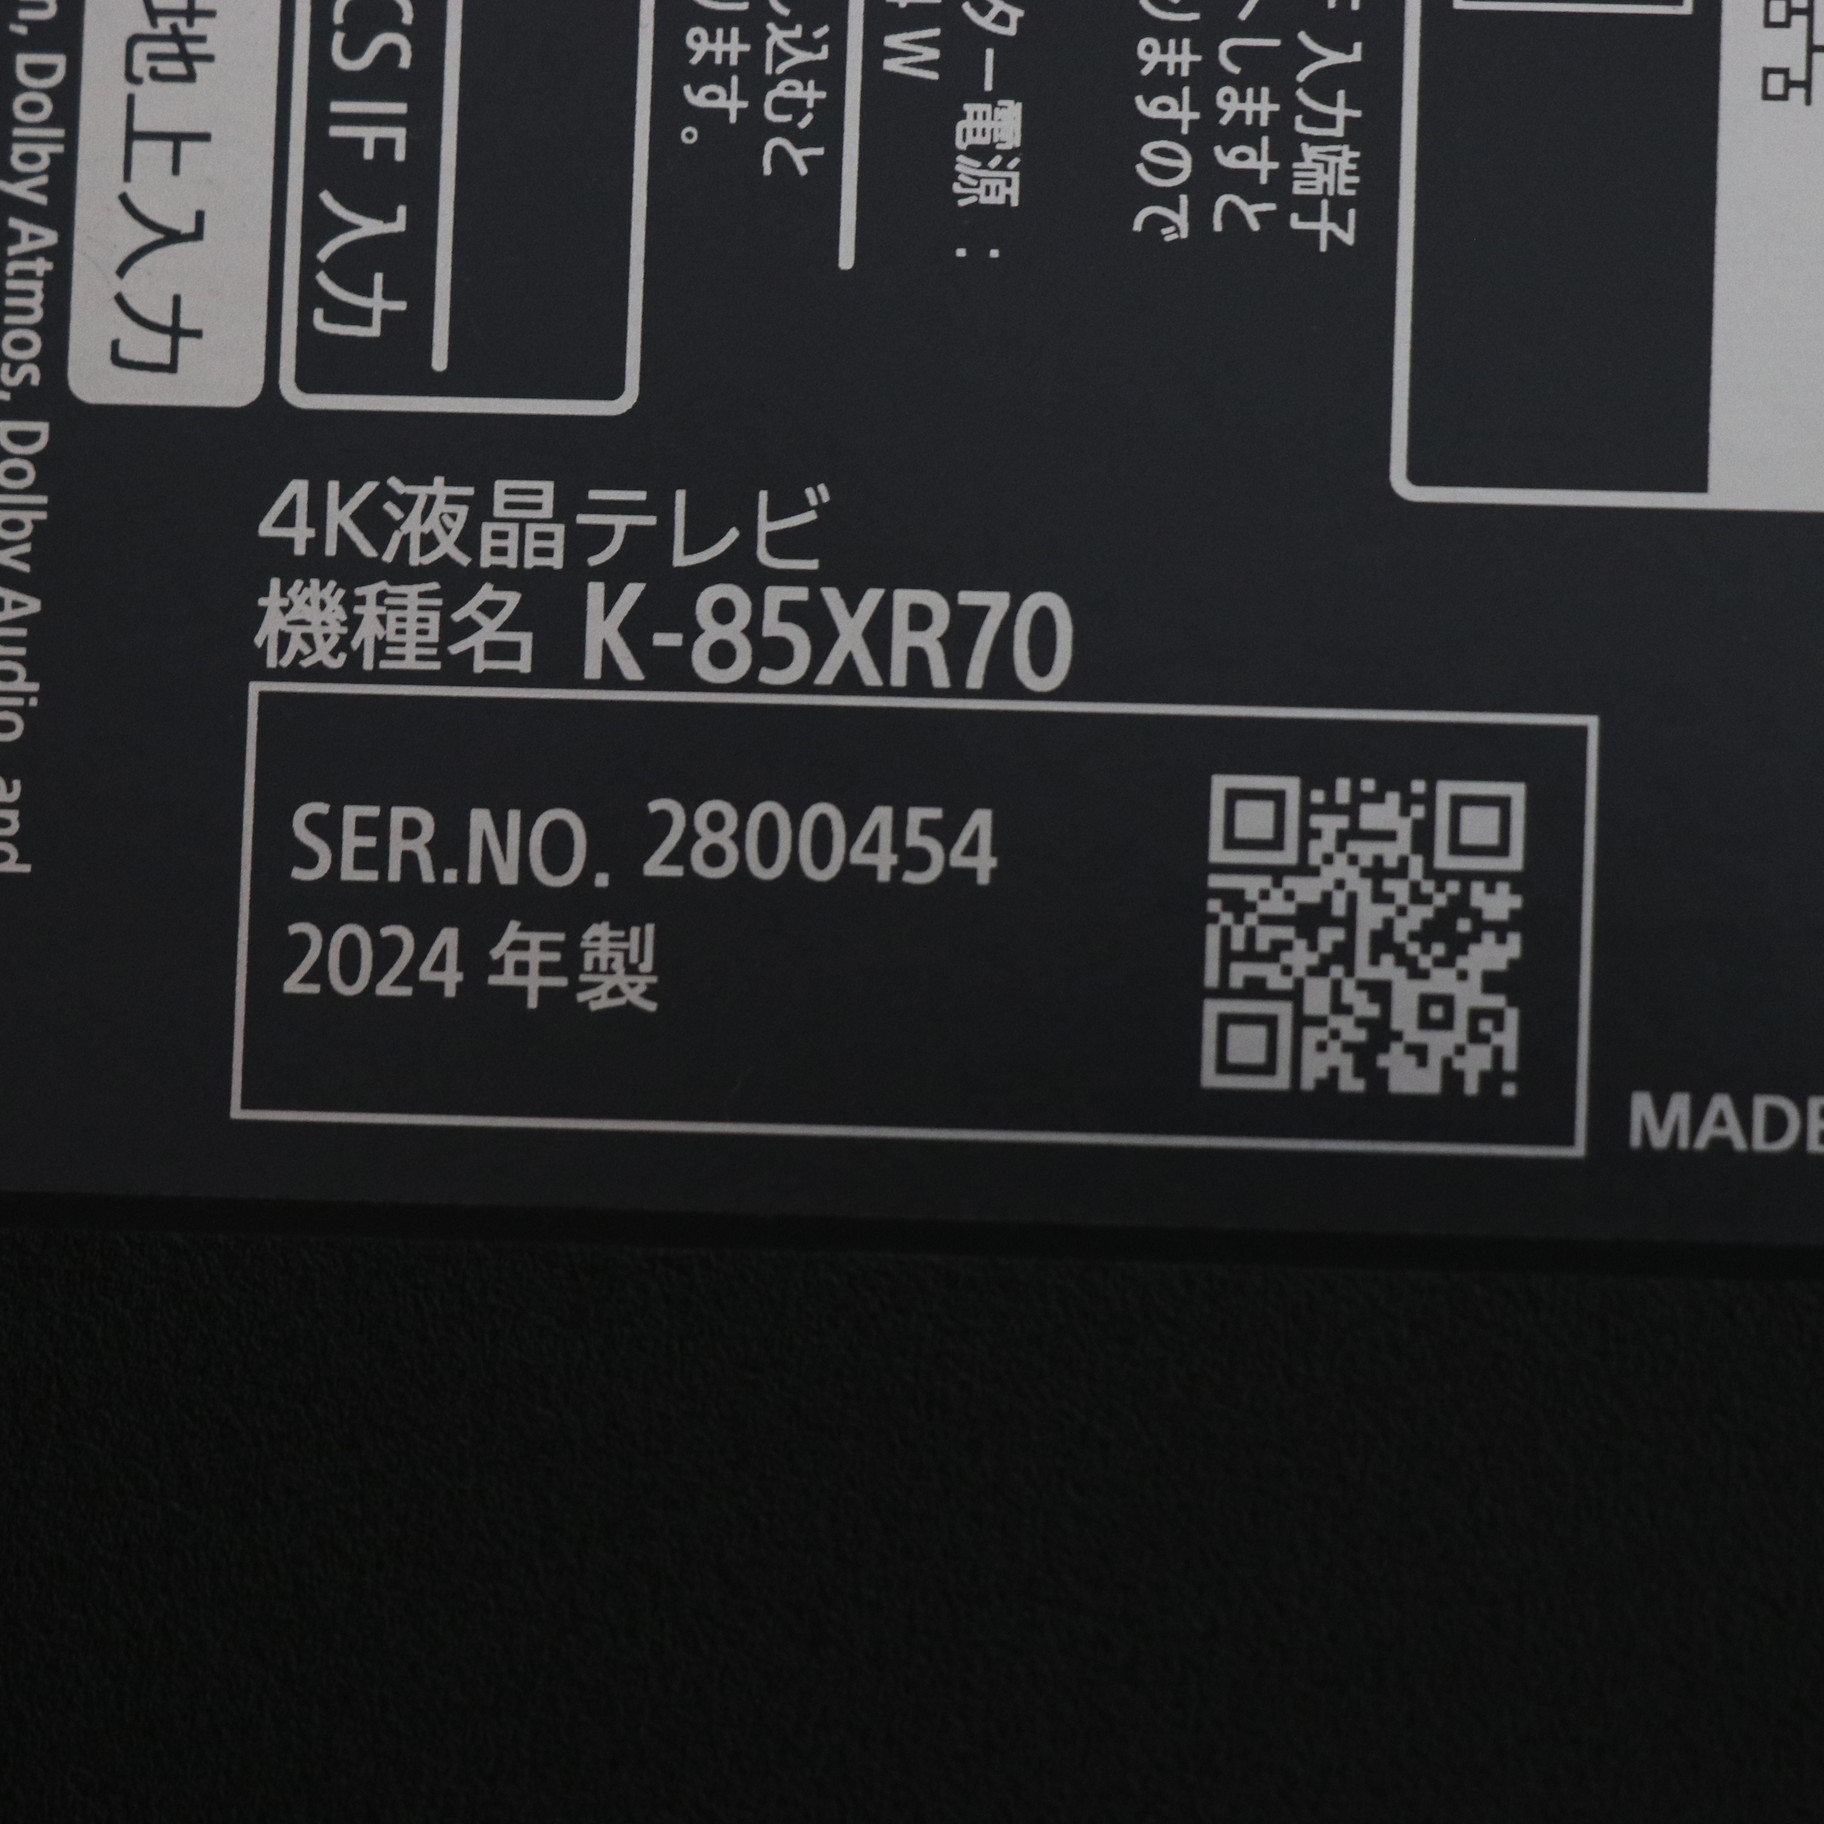 4K液晶テレビ
機種名 K-85XR70
SER.NO. 2800454
2024 年製
MADE
地上入力
CS IF 入力
込むと
ます。
W
ター電源：
入力端子
しますと
りますので
Dolby Atmos, Dolby Audio, and